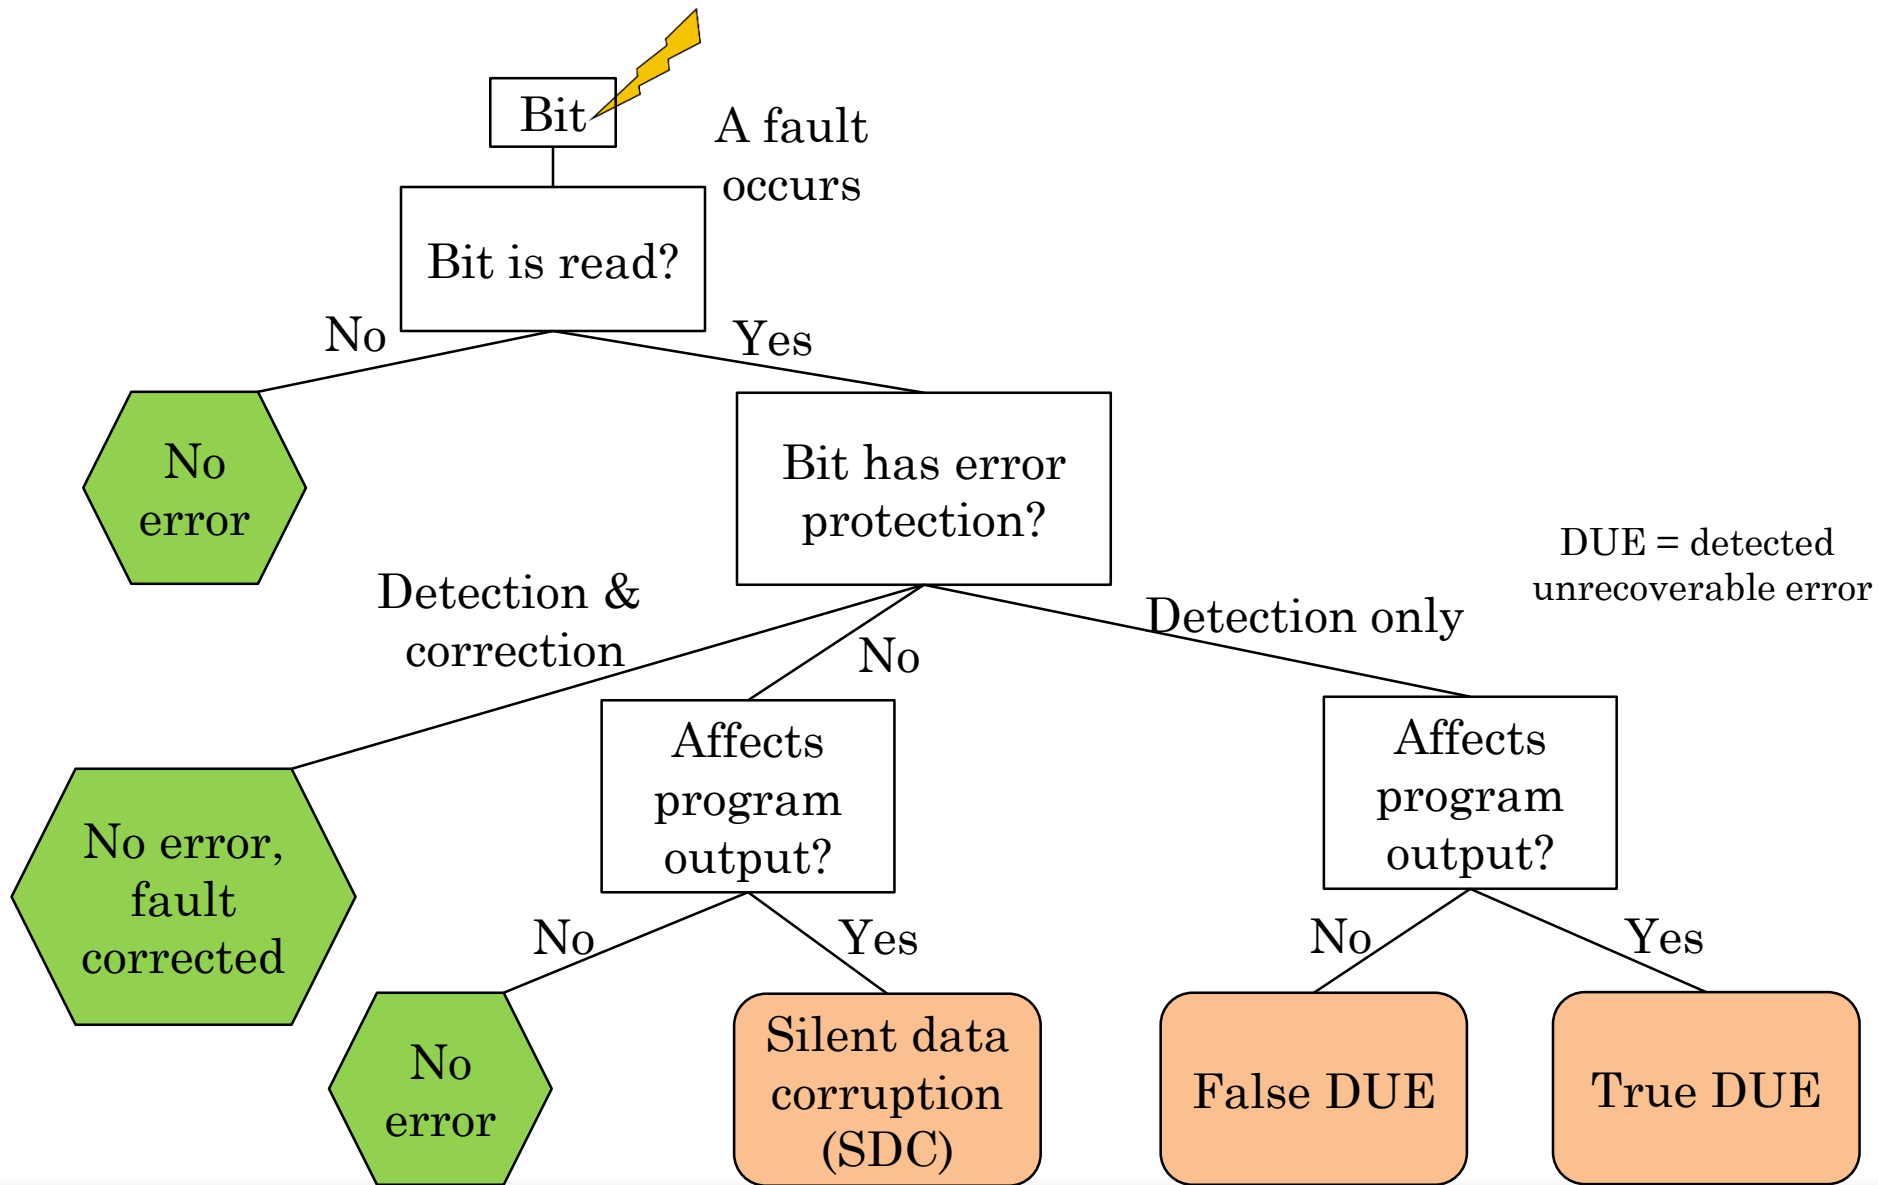 Bit
A fault
occurs
Bit is read?
No
Yes
No
error
Bit has error
protection?
DUE = detected
unrecoverable error
Detection &
correction
No
Detection only
Affects
program
output?
Affects
program
output?
No error,
fault
corrected
No
Yes
No
Yes
No
error
Silent data
corruption
(SDC)
False DUE
True DUE